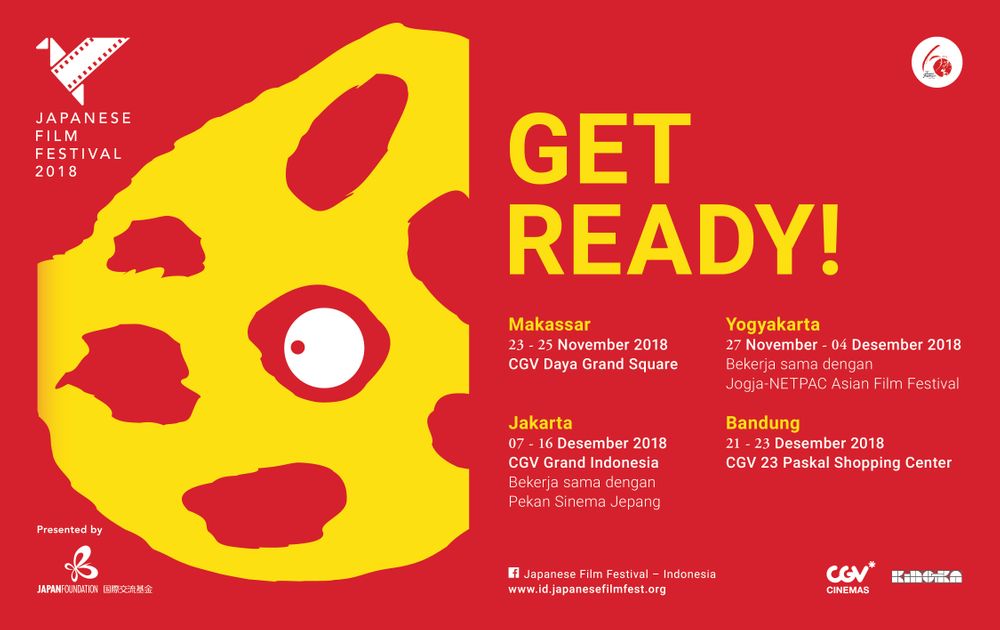 JAPANESE
FILM
FESTIVAL
2018
GET
READY!
Makassar
23 - 25 November 2018
CGV Daya Grand Square
Yogyakarta
27 November - 04 Desember 2018
Bekerja sama dengan
Jogja-NETPAC Asian Film Festival
Jakarta
07 - 16 Desember 2018
CGV Grand Indonesia
Bekerja sama dengan
Pekan Sinema Jepang
Bandung
21 - 23 Desember 2018
CGV 23 Paskal Shopping Center
Presented by
JAPANFOUNDATION 国際交流基金
Japanese Film Festival – Indonesia
www.id.japanesefilmfest.org
CGV*
CINEMAS
KINEIKA